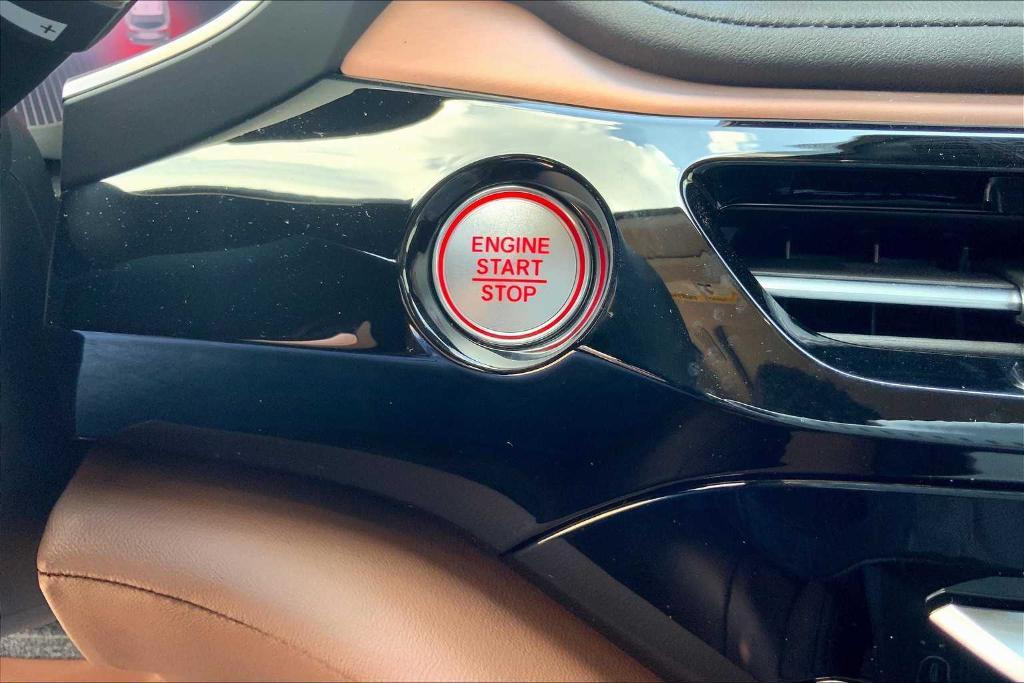 +
ENGINE
START
STOP